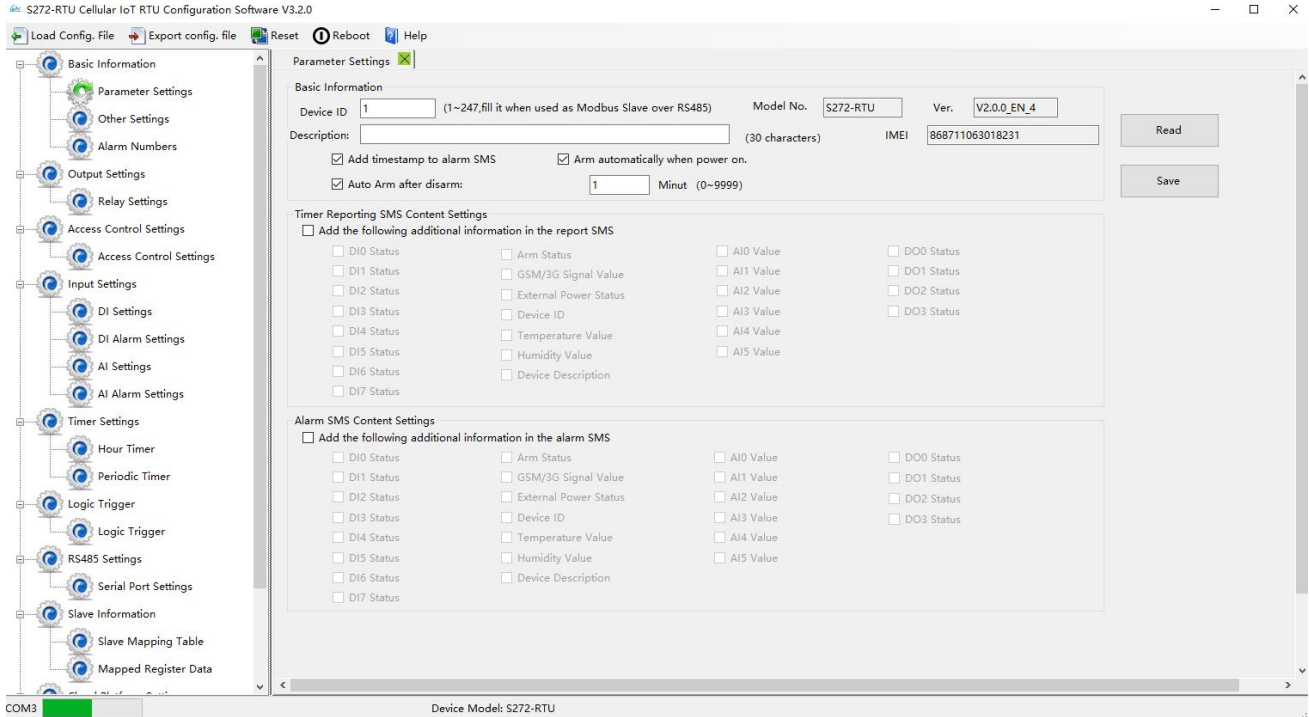 S272-RTU Cellular IoT RTU Configuration Software V3.2.0
Load Config. File Export config. file Reset Reboot Help
Basic Information
Parameter Settings
Other Settings
Alarm Numbers
Output Settings
Relay Settings
Access Control Settings
Access Control Settings
Input Settings
DI Settings
DI Alarm Settings
AI Settings
AI Alarm Settings
Timer Settings
Hour Timer
Periodic Timer
Logic Trigger
Logic Trigger
RS485 Settings
Serial Port Settings
Slave Information
Slave Mapping Table
Mapped Register Data
Parameter Settings
Basic Information
Device ID 1 (1~247,fill it when used as Modbus Slave over RS485) Model No. S272-RTU Ver. V2.0.0_EN_4
Description: (30 characters) IMEI 868711063018231
Add timestamp to alarm SMS Arm automatically when power on.
Auto Arm after disarm: 1 Minut (0~9999)
Read
Save
Timer Reporting SMS Content Settings
Add the following additional information in the report SMS
DI0 Status Arm Status AI0 Value DO0 Status
DI1 Status GSM/3G Signal Value AI1 Value DO1 Status
DI2 Status External Power Status AI2 Value DO2 Status
DI3 Status Device ID AI3 Value DO3 Status
DI4 Status Temperature Value AI4 Value
DI5 Status Humidity Value AI5 Value
DI6 Status Device Description
DI7 Status
Alarm SMS Content Settings
Add the following additional information in the alarm SMS
DI0 Status Arm Status AI0 Value DO0 Status
DI1 Status GSM/3G Signal Value AI1 Value DO1 Status
DI2 Status External Power Status AI2 Value DO2 Status
DI3 Status Device ID AI3 Value DO3 Status
DI4 Status Temperature Value AI4 Value
DI5 Status Humidity Value AI5 Value
DI6 Status Device Description
DI7 Status
COM3 Device Model: S272-RTU